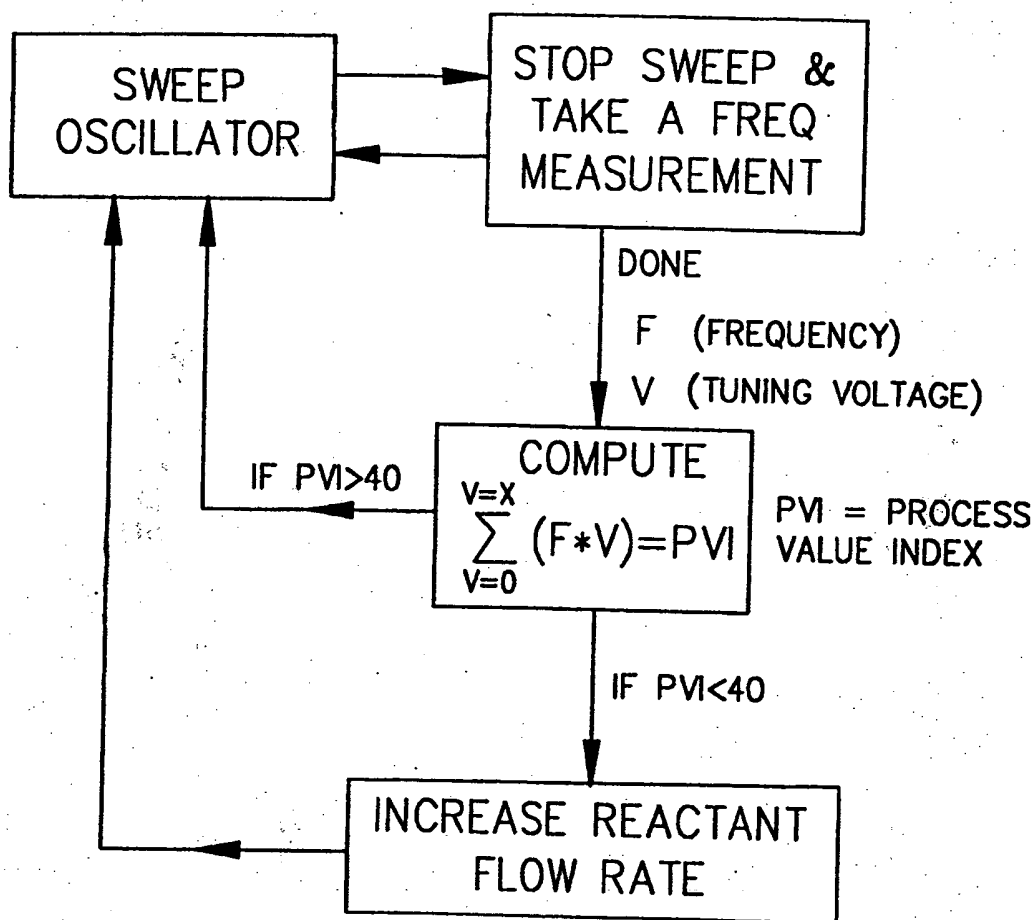 SWEEP
OSCILLATOR
STOP SWEEP &
TAKE A FREQ
MEASUREMENT
DONE
F (FREQUENCY)
V (TUNING VOLTAGE)
IF PVI>40
COMPUTE
V=X
∑ (F*V)=PVI
V=0
PVI = PROCESS
VALUE INDEX
IF PVI<40
INCREASE REACTANT
FLOW RATE